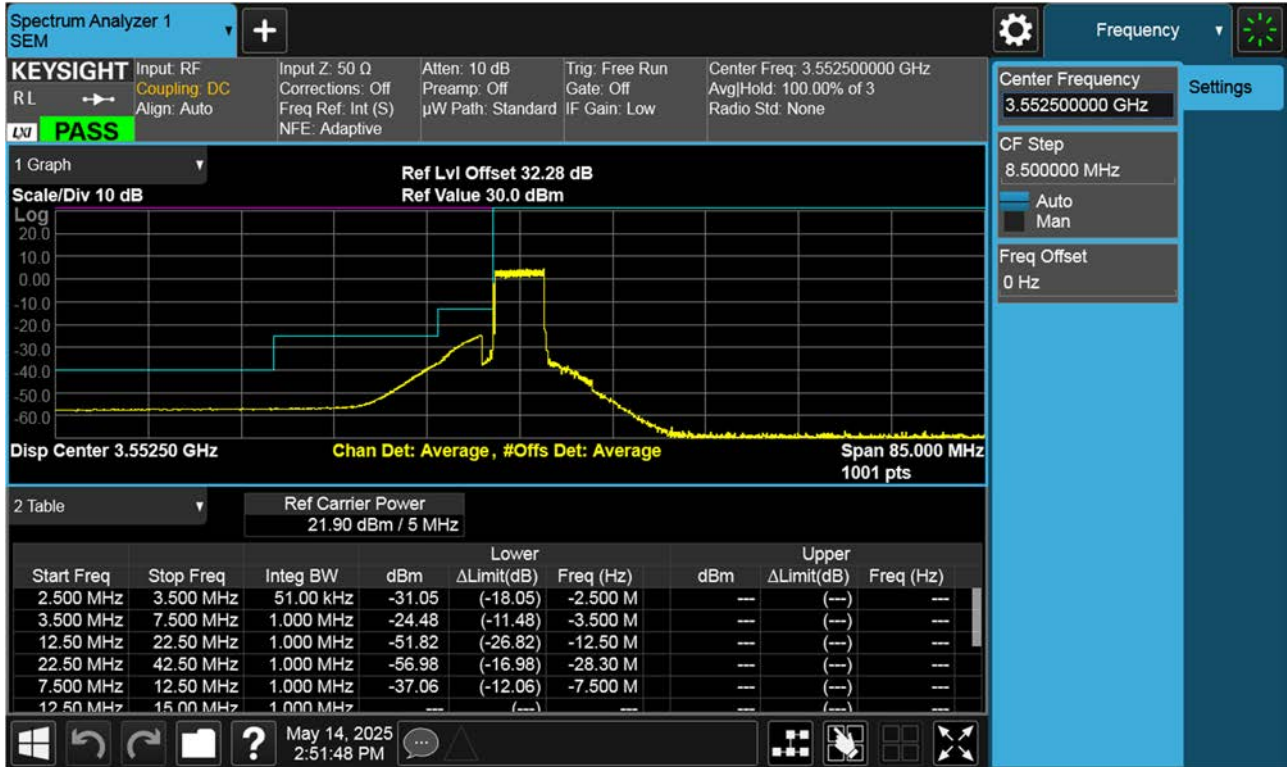 Spectrum Analyzer 1
SEM
Frequency
KEYSIGHT
RL
LXI PASS
Input: RF
Coupling: DC
Align: Auto
Input Z: 50 Ω
Corrections: Off
Freq Ref: Int (S)
NFE: Adaptive
Atten: 10 dB
Preamp: Off
µW Path: Standard
Trig: Free Run
Gate: Off
IF Gain: Low
Center Freq: 3.552500000 GHz
Avg|Hold: 100.00% of 3
Radio Std: None
Center Frequency
3.552500000 GHz
Settings
CF Step
8.500000 MHz
Auto
Man
Freq Offset
0 Hz
1 Graph
Scale/Div 10 dB
Ref Lvl Offset 32.28 dB
Ref Value 30.0 dBm
Log
20.0
10.0
0.00
-10.0
-20.0
-30.0
-40.0
-50.0
-60.0
Disp Center 3.55250 GHz
Chan Det: Average, #Offs Det: Average
Span 85.000 MHz
1001 pts
2 Table
Ref Carrier Power
21.90 dBm / 5 MHz
Lower Upper
Start Freq Stop Freq Integ BW dBm ΔLimit(dB) Freq (Hz) dBm ΔLimit(dB) Freq (Hz)
2.500 MHz 3.500 MHz 51.00 kHz -31.05 (-18.05) -2.500 M --- (---) ---
3.500 MHz 7.500 MHz 1.000 MHz -24.48 (-11.48) -3.500 M --- (---) ---
12.50 MHz 22.50 MHz 1.000 MHz -51.82 (-26.82) -12.50 M --- (---) ---
22.50 MHz 42.50 MHz 1.000 MHz -56.98 (-16.98) -28.30 M --- (---) ---
7.500 MHz 12.50 MHz 1.000 MHz -37.06 (-12.06) -7.500 M --- (---) ---
12.50 MHz 15.00 MHz 1.000 MHz --- (---) --- --- (---) ---
May 14, 2025
2:51:48 PM